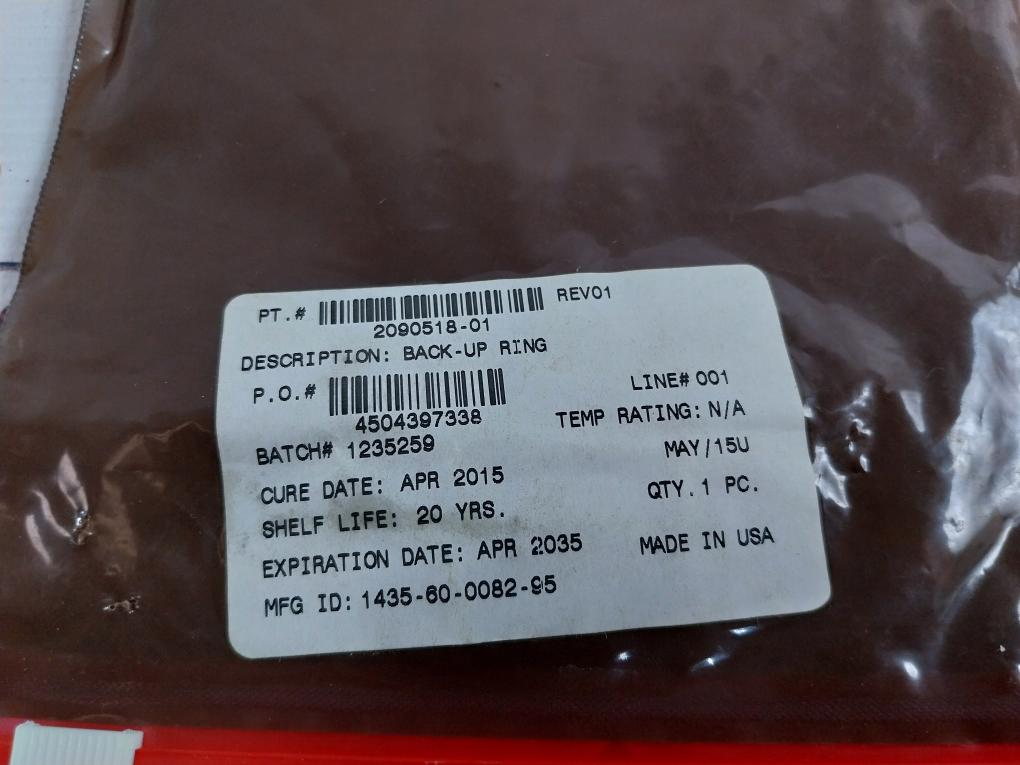 PT.# REV01
2090518-01
DESCRIPTION: BACK-UP RING
P.O.# LINE# 001
4504397338 TEMP RATING: N/A
BATCH# 1235259 MAY/15U
CURE DATE: APR 2015 QTY. 1 PC.
SHELF LIFE: 20 YRS.
EXPIRATION DATE: APR 2035 MADE IN USA
MFG ID: 1435-60-0082-95